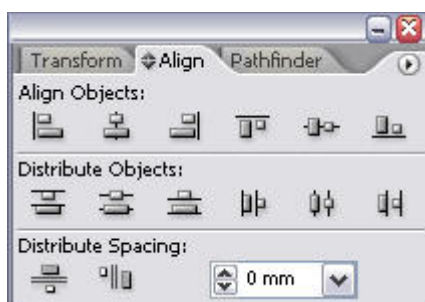 Transform Align Pathfinder
Align Objects:
Distribute Objects:
Distribute Spacing:
0 mm